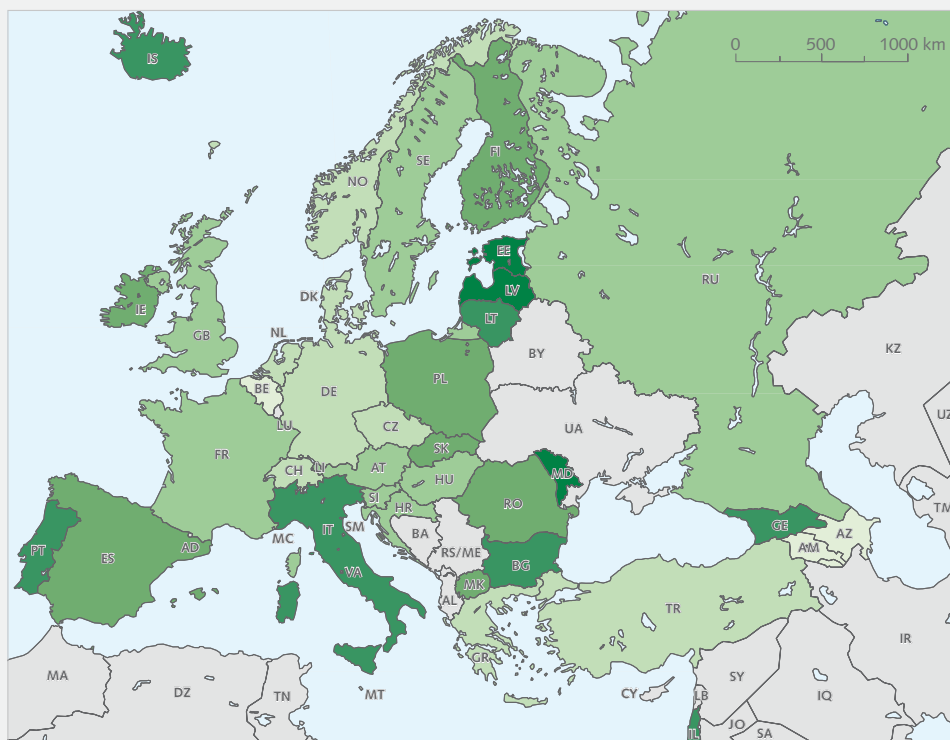 0 500 1000 km
IS
SE
FI
NO
EE
RU
LV
DK
IE
LT
GB
NL
BY
KZ
PL
BE
DE
UZ
LU
CZ
UA
FR
SK
CH
LI
AT
MD
HU
SI
HR
RO
TM
IT
SM
GE
BA
AZ
MC
AD
PT
AM
RS/ME
ES
VA
BG
MK
AL
TR
IR
GR
MA
SY
DZ
TN
MT
CY
LB
IQ
JO
IL
SA